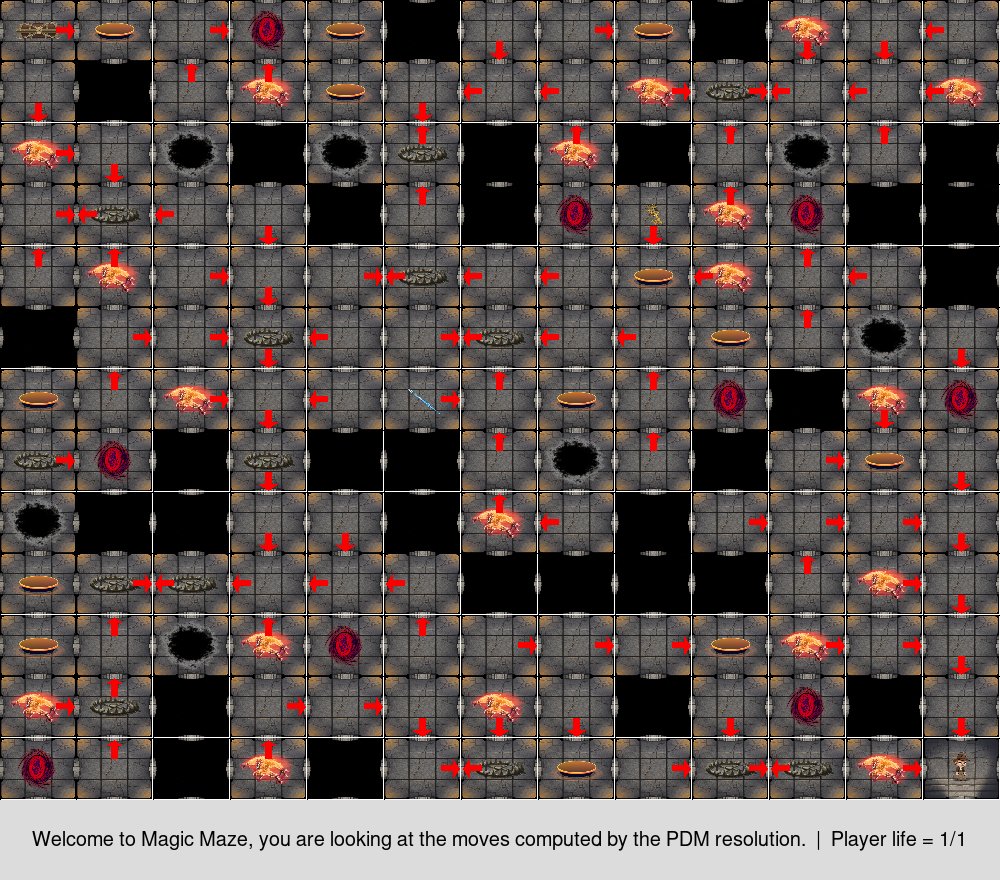 Welcome to Magic Maze, you are looking at the moves computed by the PDM resolution. | Player life = 1/1